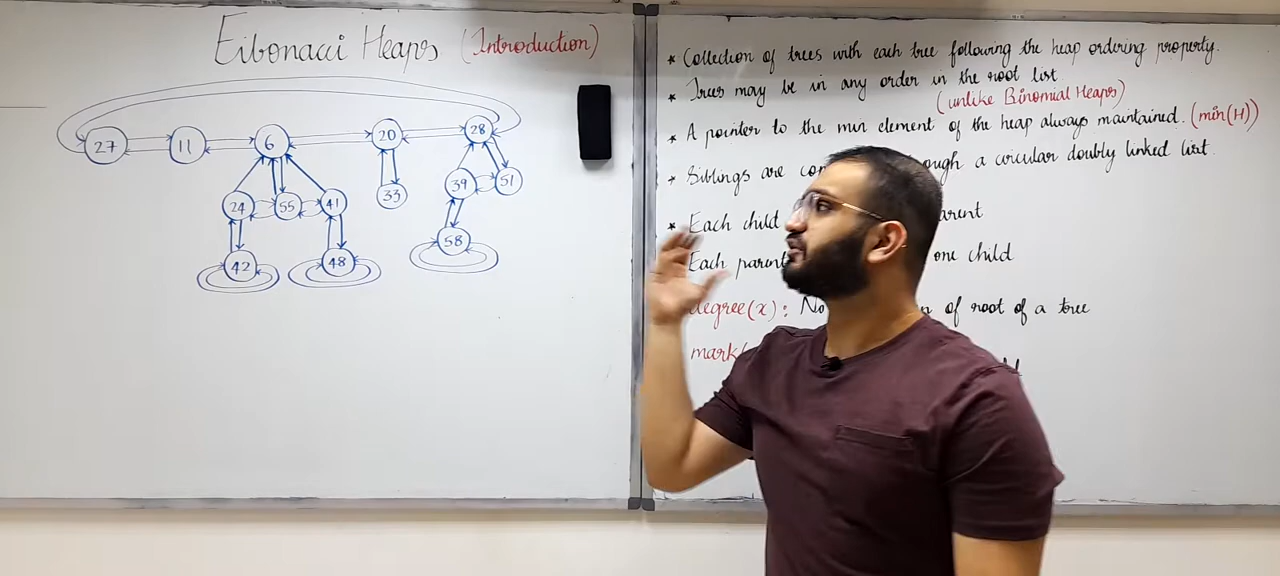 Fibonacci Heaps (Introduction)
27 11 6 20 28
24 55 41 33 39 51
42 48 58
* Collection of trees with each tree following the heap ordering property.
* Trees may be in any order in the root list
(unlike Binomial Heaps)
* A pointer to the min element of the heap always maintained. (min(H))
* Siblings are through a circular doubly linked list.
* Each child parent
Each parent one child
degree(x): No of root of a tree
mark